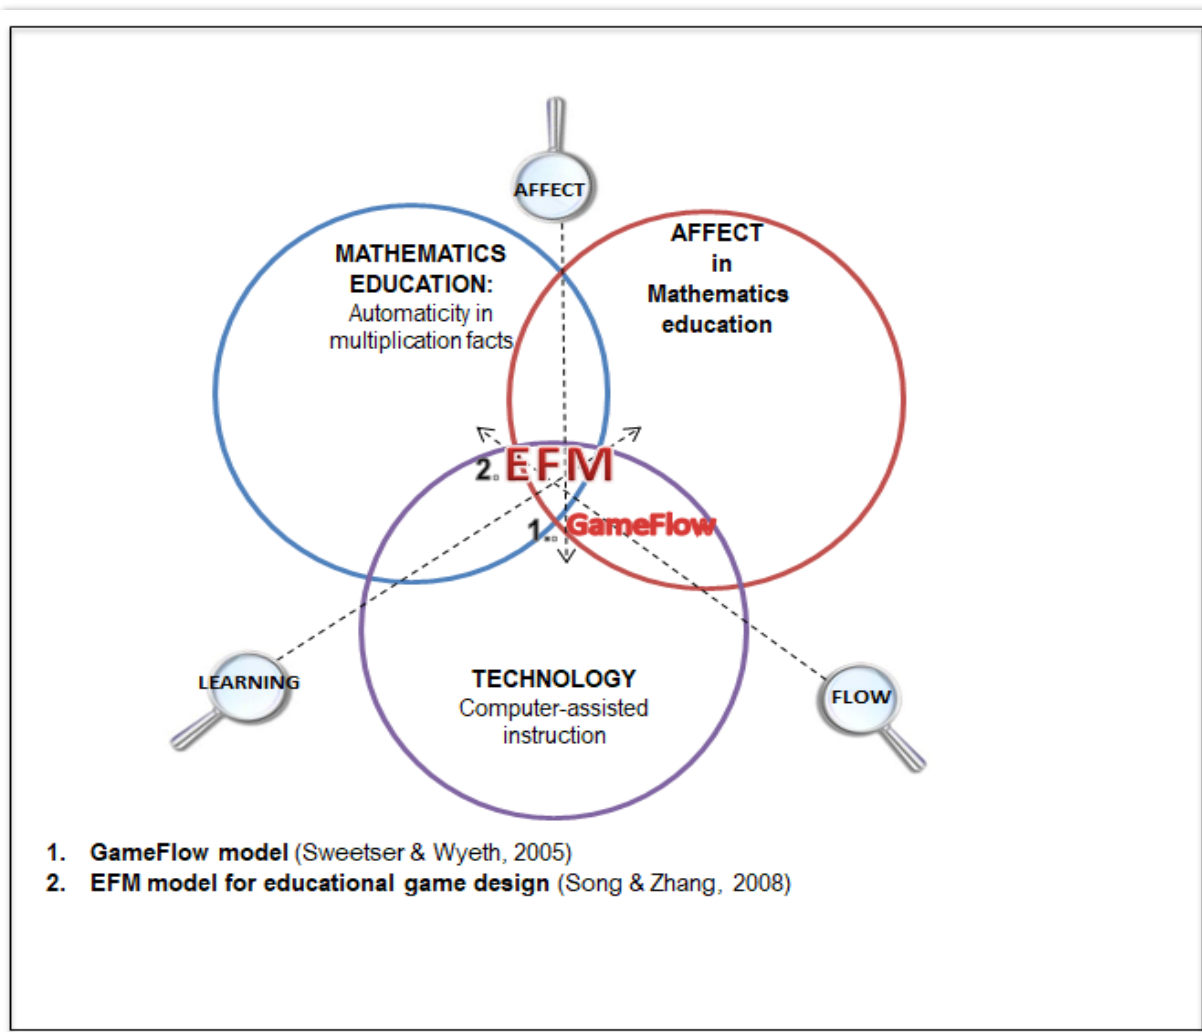 AFFECT
MATHEMATICS
EDUCATION:
Automaticity in
multiplication facts
AFFECT
in
Mathematics
education
2. EFM
1. GameFlow
LEARNING
TECHNOLOGY
Computer-assisted
instruction
FLOW
1. GameFlow model (Sweetser & Wyeth, 2005)
2. EFM model for educational game design (Song & Zhang, 2008)